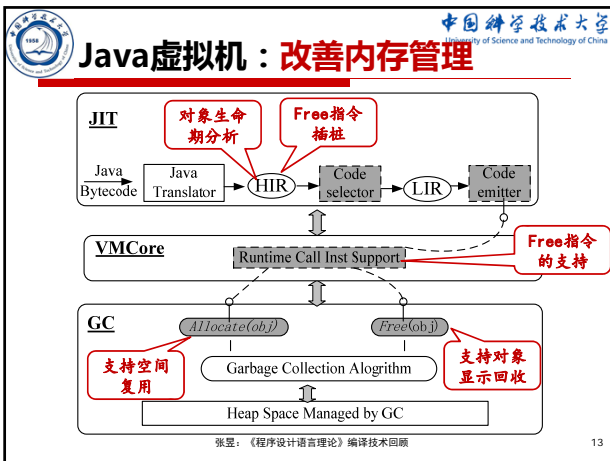 中国科学技术大学
University of Science and Technology of China
1958
Java虚拟机：改善内存管理
JIT
对象生命
期分析
Free指令
插桩
Java
Bytecode
Java
Translator
HIR
Code
selector
LIR
Code
emitter
VMCore
Runtime Call Inst Support
Free指令
的支持
GC
Allocate(obj)
Free(obj)
支持空间
复用
Garbage Collection Alogrithm
支持对象
显示回收
Heap Space Managed by GC
张昱：《程序设计语言理论》编译技术回顾
13